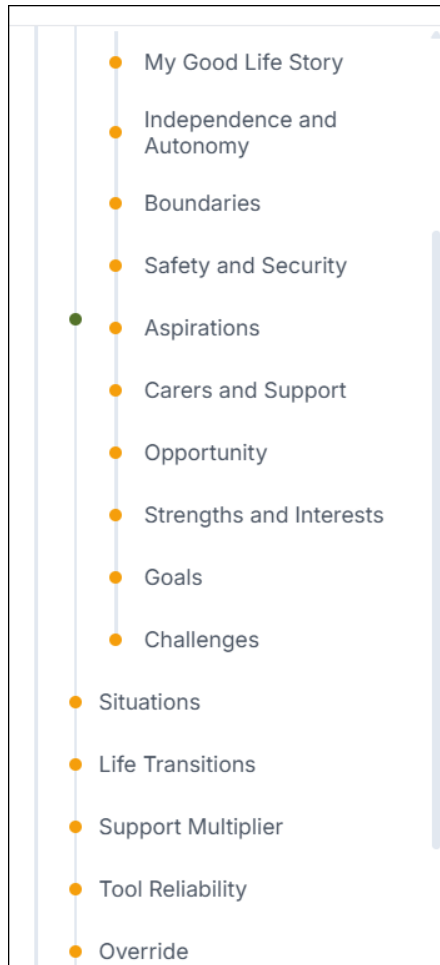 My Good Life Story
Independence and
Autonomy
Boundaries
Safety and Security
Aspirations
Carers and Support
Opportunity
Strengths and Interests
Goals
Challenges
Situations
Life Transitions
Support Multiplier
Tool Reliability
Override